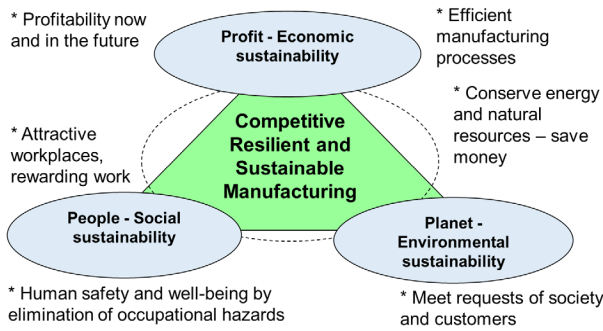 * Profitability now
and in the future
Profit - Economic
sustainability
* Efficient
manufacturing
processes
* Conserve energy
and natural
resources – save
money
Competitive
Resilient and
Sustainable
Manufacturing
* Attractive
workplaces,
rewarding work
People - Social
sustainability
Planet -
Environmental
sustainability
* Human safety and well-being by
elimination of occupational hazards
* Meet requests of society
and customers